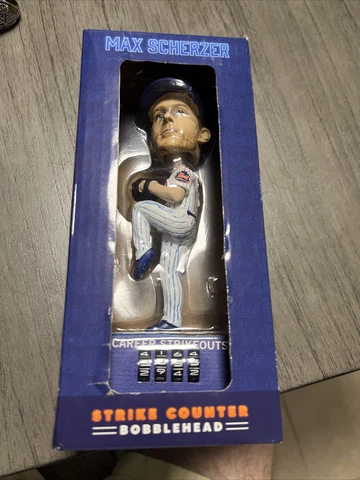 MAX SCHERZER
CAREER STRIKEOUTS
STRIKE COUNTER
BOBBLEHEAD